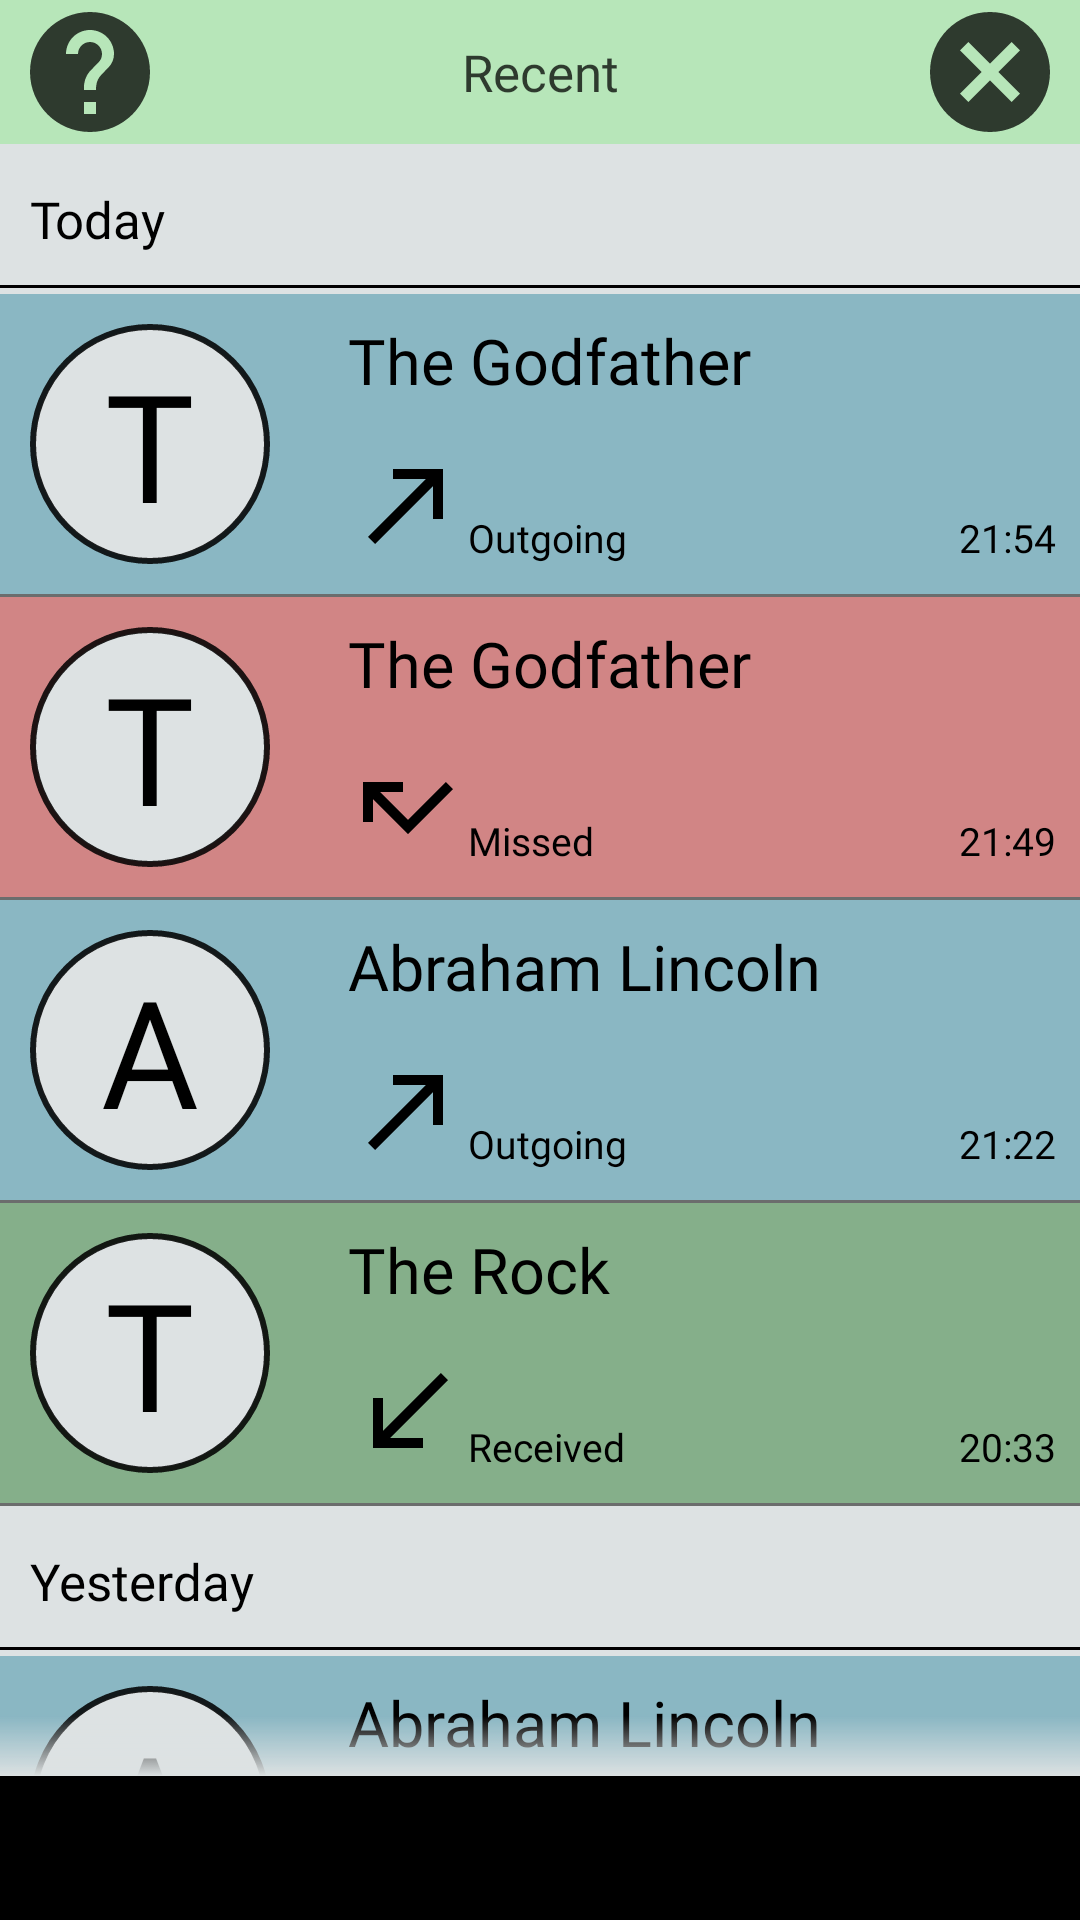 ?
Recent
Today
T
The Godfather
Outgoing
21:54
T
The Godfather
Missed
21:49
A
Abraham Lincoln
Outgoing
21:22
T
The Rock
Received
20:33
Yesterday
Abraham Lincoln